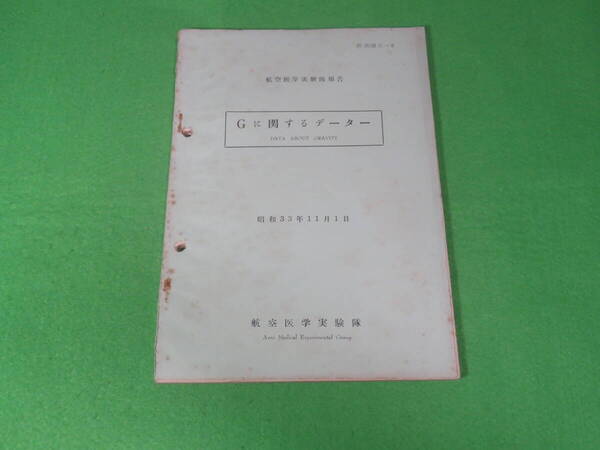 航空医学実験隊報告
Gに関するデーター
DATA ABOUT GRAVITY
昭和33年11月1日
航空医学実験隊
Aero Medical Experimental Group